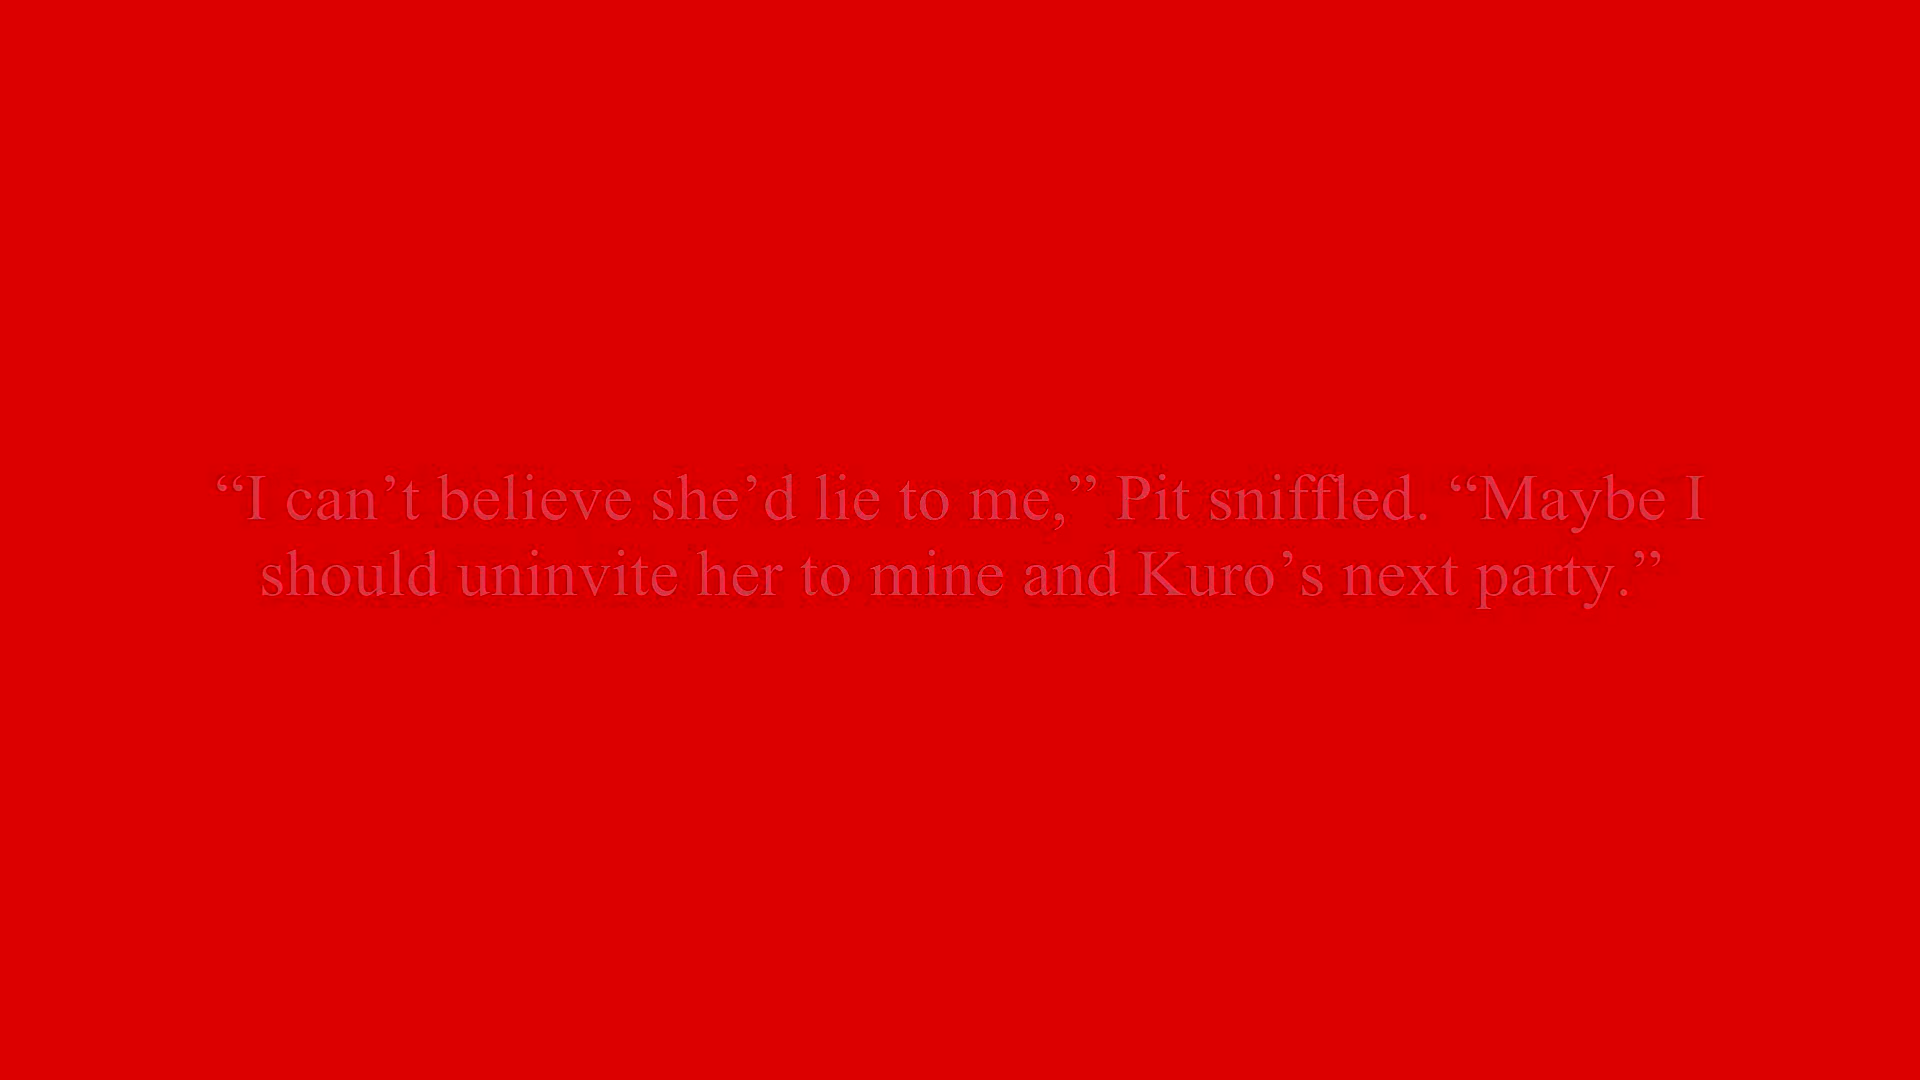 “I can’t believe she’d lie to me,” Pit sniffled. “Maybe I
should uninvite her to mine and Kuro’s next party.”